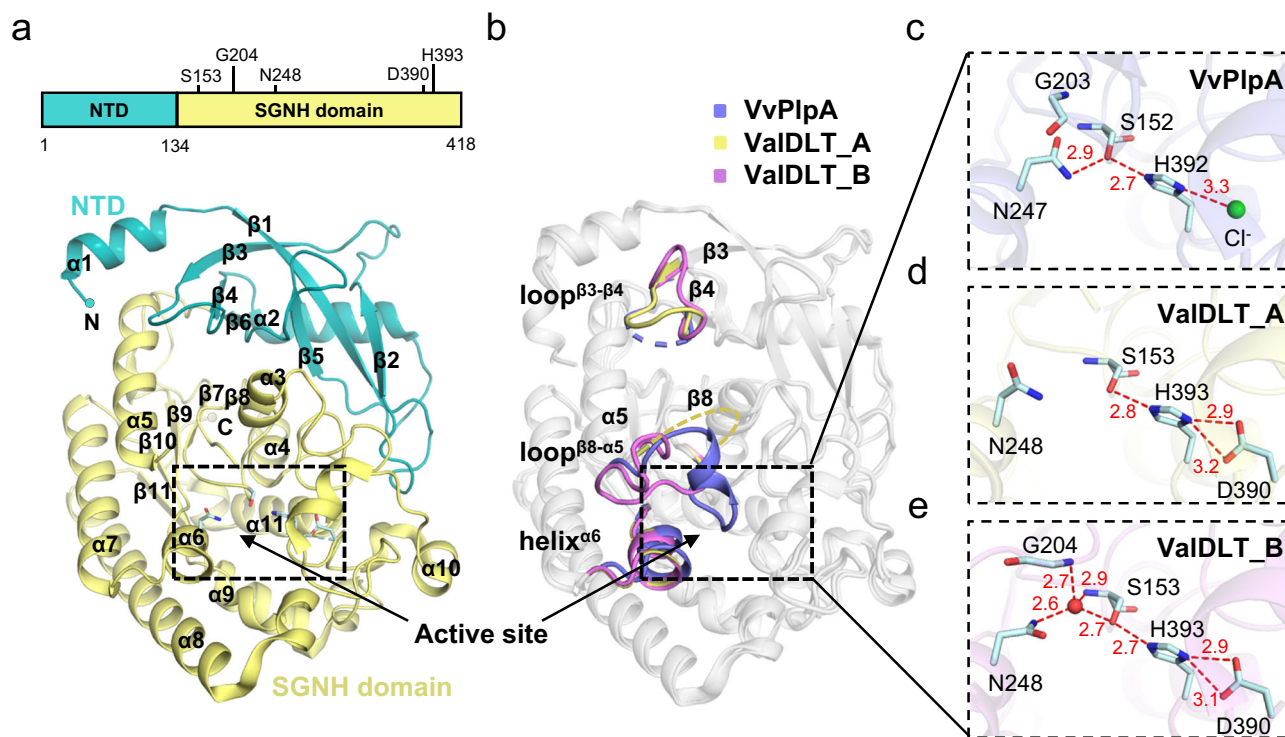 a
S153
G204
N248
D390
H393
NTD
SGNH domain
1
134
418
NTD
α1
N
β1
β3
β4
β6
α2
β5
β2
α3
β7
β8
β9
C
α5
β10
α4
β11
α6
α11
α7
α9
α10
α8
SGNH domain
Active site
b
VvPlpA
ValDLT_A
ValDLT_B
β3
β4
loopβ3-β4
β8
α5
loopβ8-α5
helixα6
c
VvPlpA
G203
S152
2.9
2.7
H392
3.3
N247
Cl-
d
ValDLT_A
S153
H393
2.8
2.9
N248
3.2
D390
e
ValDLT_B
G204
2.7
2.9
S153
2.6
2.7
2.7
H393
2.9
N248
3.1
D390